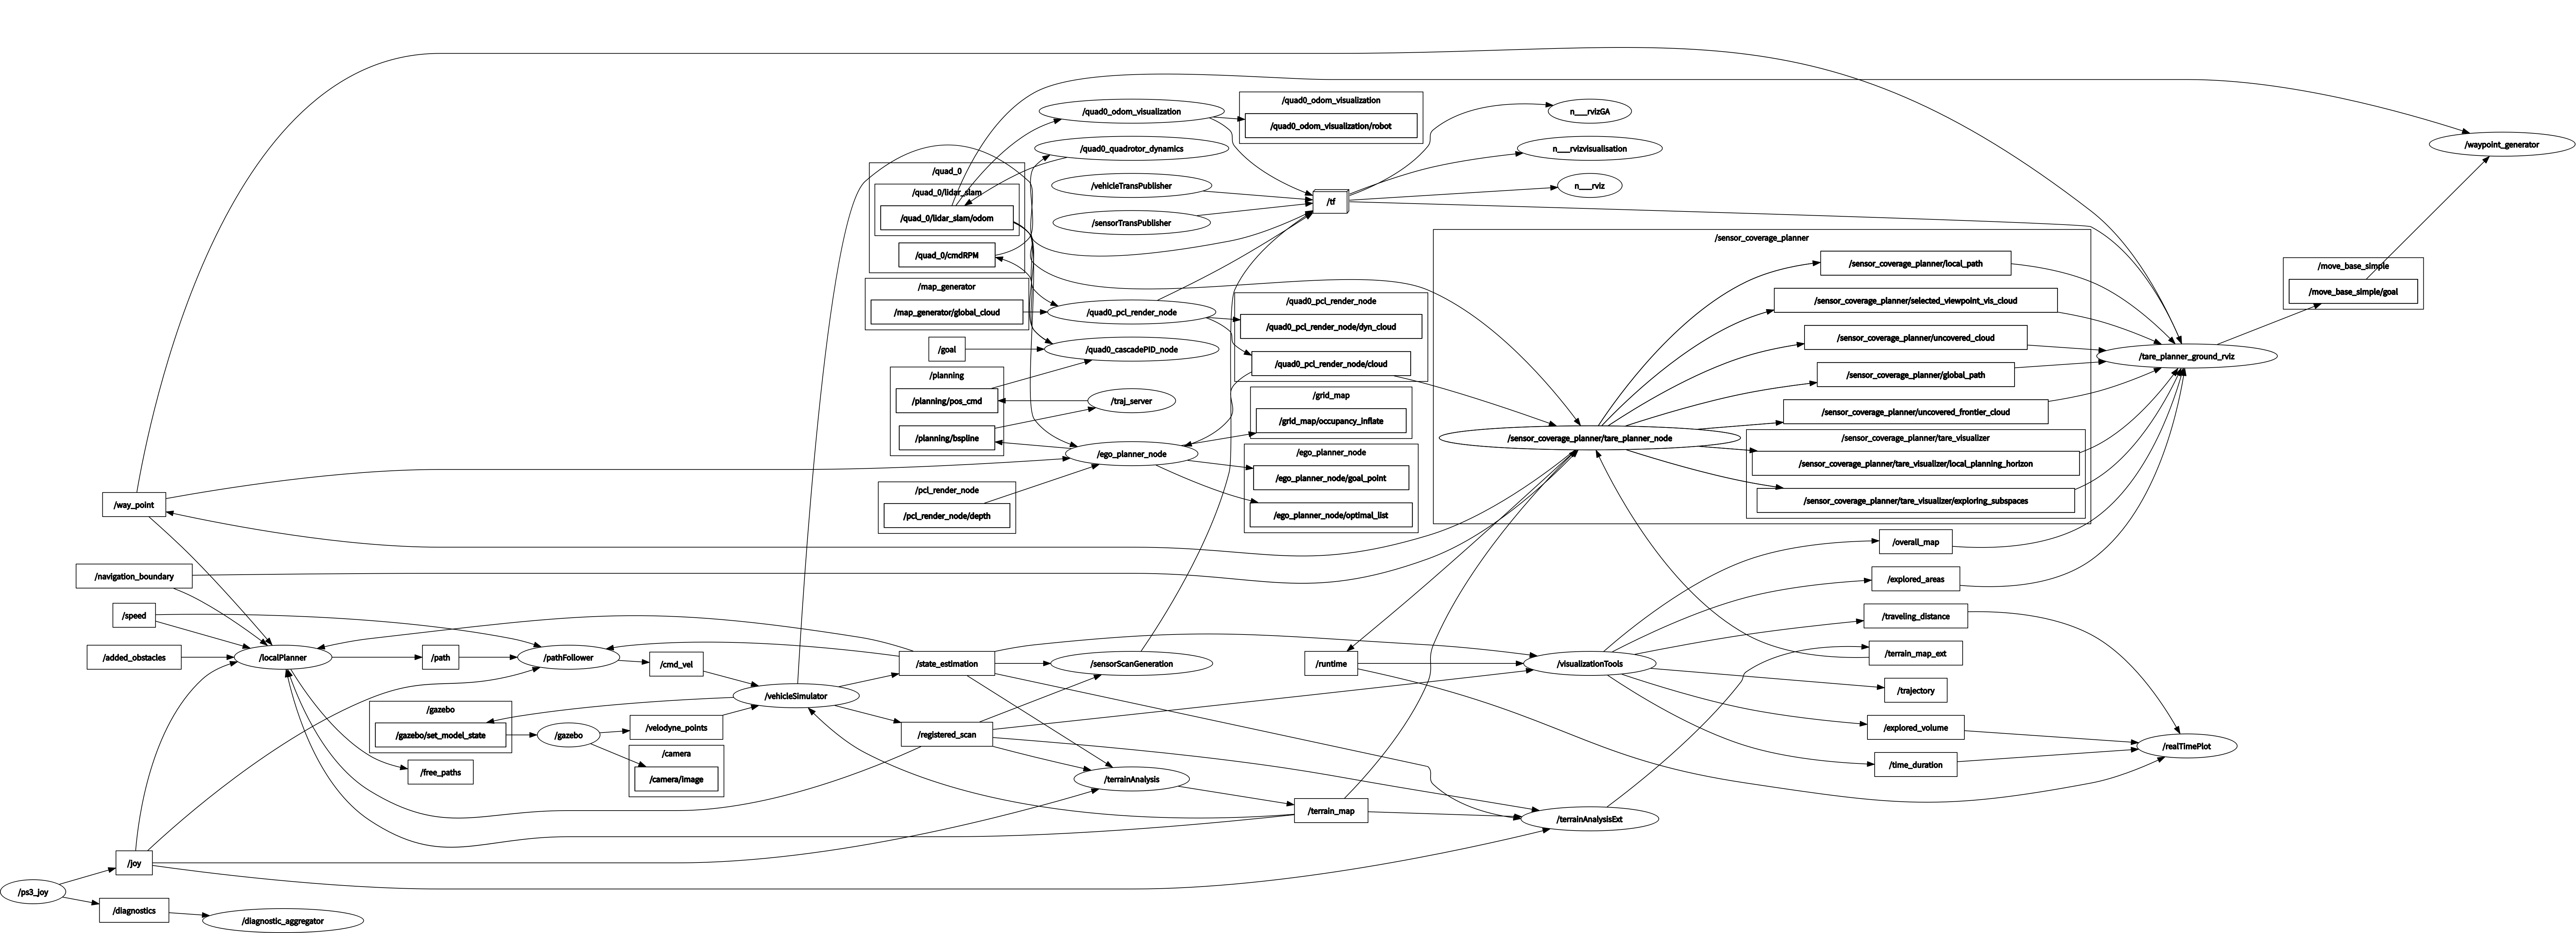 /quad0_odom_visualization
/quad0_odom_visualization
/quad0_odom_visualization/robot
n___rvizGA
/waypoint_generator
/quad0_quadrotor_dynamics
n___rvizvisualisation
/quad_0
/quad_0/lidar_slam
/quad_0/lidar_slam/odom
/quad_0/cmdRPM
/vehicleTransPublisher
n___rviz
/sensorTransPublisher
/tf
/sensor_coverage_planner
/sensor_coverage_planner/local_path
/sensor_coverage_planner/selected_viewpoint_vis_cloud
/sensor_coverage_planner/uncovered_cloud
/sensor_coverage_planner/global_path
/sensor_coverage_planner/uncovered_frontier_cloud
/sensor_coverage_planner/tare_planner_node
/sensor_coverage_planner/tare_visualizer
/sensor_coverage_planner/tare_visualizer/local_planning_horizon
/sensor_coverage_planner/tare_visualizer/exploring_subspaces
/move_base_simple
/move_base_simple/goal
/tare_planner_ground_rviz
/map_generator
/map_generator/global_cloud
/quad0_pcl_render_node
/quad0_pcl_render_node
/quad0_pcl_render_node/dyn_cloud
/quad0_pcl_render_node/cloud
/goal
/quad0_cascadePID_node
/planning
/planning/pos_cmd
/planning/bspline
/traj_server
/grid_map
/grid_map/occupancy_inflate
/ego_planner_node
/ego_planner_node
/ego_planner_node/goal_point
/ego_planner_node/optimal_list
/pcl_render_node
/pcl_render_node/depth
/way_point
/navigation_boundary
/speed
/added_obstacles
/localPlanner
/path
/pathFollower
/cmd_vel
/vehicleSimulator
/state_estimation
/sensorScanGeneration
/runtime
/visualizationTools
/overall_map
/explored_areas
/traveling_distance
/terrain_map_ext
/trajectory
/explored_volume
/time_duration
/realTimePlot
/gazebo
/gazebo/set_model_state
/gazebo
/velodyne_points
/camera
/camera/image
/free_paths
/registered_scan
/terrainAnalysis
/terrain_map
/terrainAnalysisExt
/joy
/ps3_joy
/diagnostics
/diagnostic_aggregator